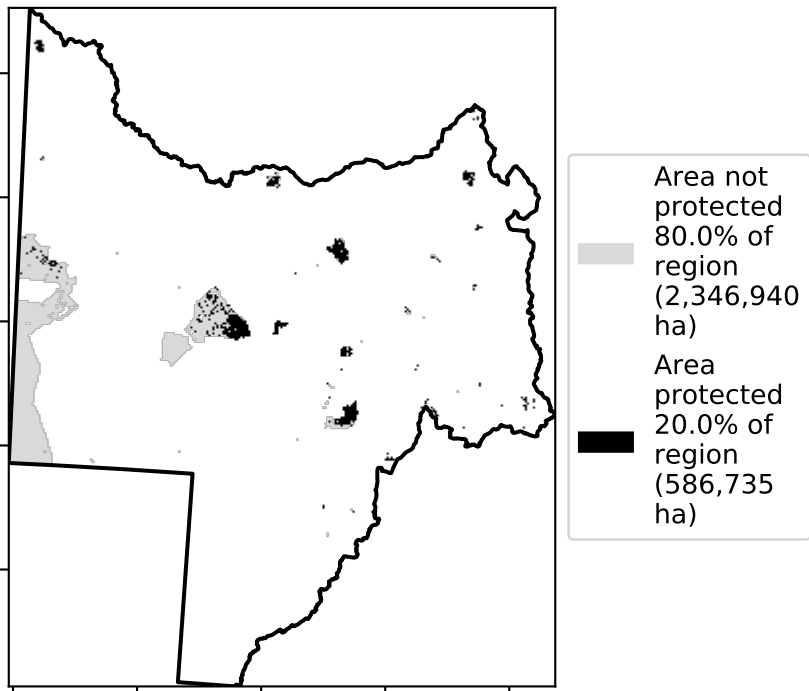 Area not
protected
80.0% of
region
(2,346,940
ha)
Area
protected
20.0% of
region
(586,735
ha)